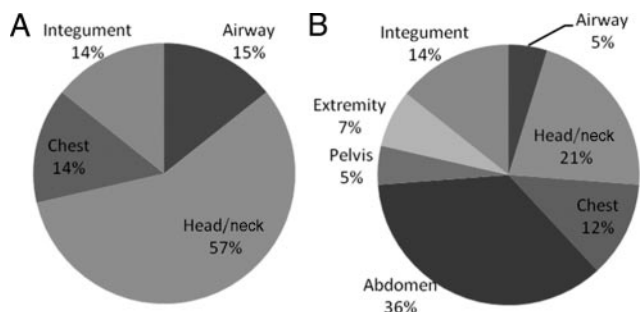 A
Integument
14%
Airway
15%
Chest
14%
Head/neck
57%
B
Integument
14%
Airway
5%
Extremity
7%
Head/neck
21%
Pelvis
5%
Chest
12%
Abdomen
36%